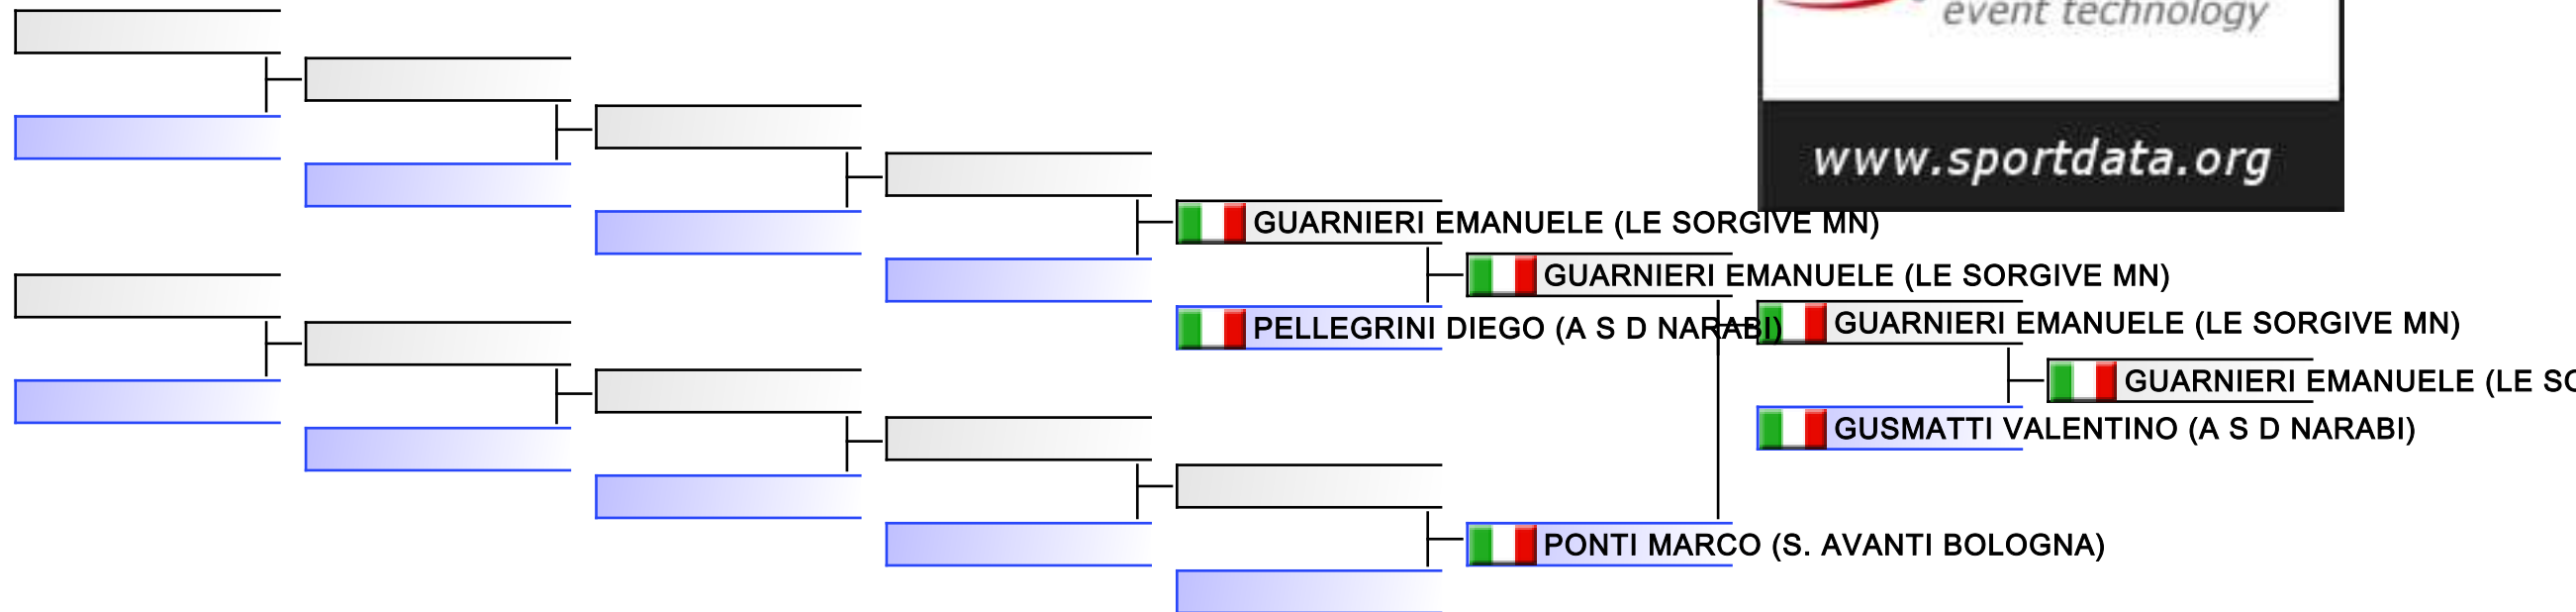 event technology
www.sportdata.org
GUARNIERI EMANUELE (LE SORGIVE MN)
GUARNIERI EMANUELE (LE SORGIVE MN)
PELLEGRINI DIEGO (A S D NARABI)
GUARNIERI EMANUELE (LE SORGIVE MN)
GUARNIERI EMANUELE (LE SO
GUSMATTI VALENTINO (A S D NARABI)
PONTI MARCO (S. AVANTI BOLOGNA)